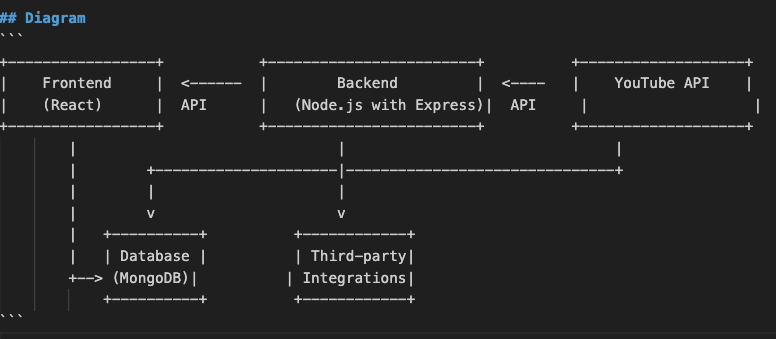 ## Diagram
```
+-----------------+           +------------------------+          +-------------------+
|    Frontend     |  <------  |        Backend         |  <----   |    YouTube API    |
|    (React)      |  API      |   (Node.js with Express)|  API     |                   |
+-----------------+           +------------------------+          +-------------------+
        |                              |                               |
        |        +---------------------|-------------------------------+
        |        |                     |
        |        v                     v
        |   +----------+          +------------+
        |   | Database |          | Third-party|
        +--> (MongoDB)|          | Integrations|
            +----------+          +------------+
```